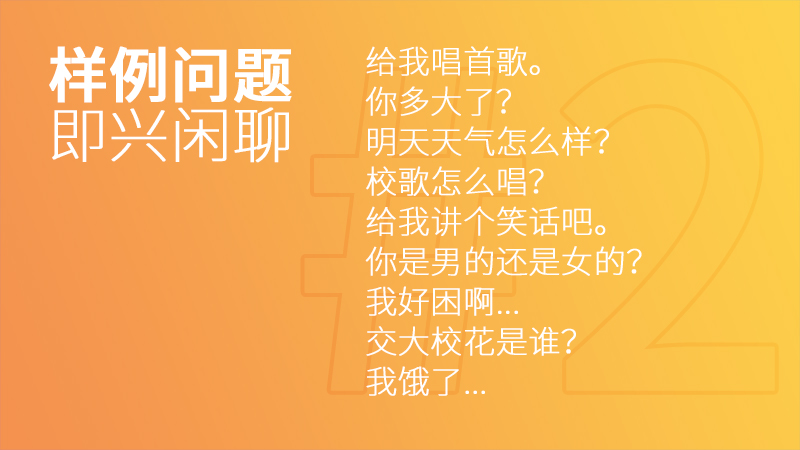 样例问题
即兴闲聊
给我唱首歌。
你多大了？
明天天气怎么样？
校歌怎么唱？
给我讲个笑话吧。
你是男的还是女的？
我好困啊...
交大校花是谁？
我饿了...
#2